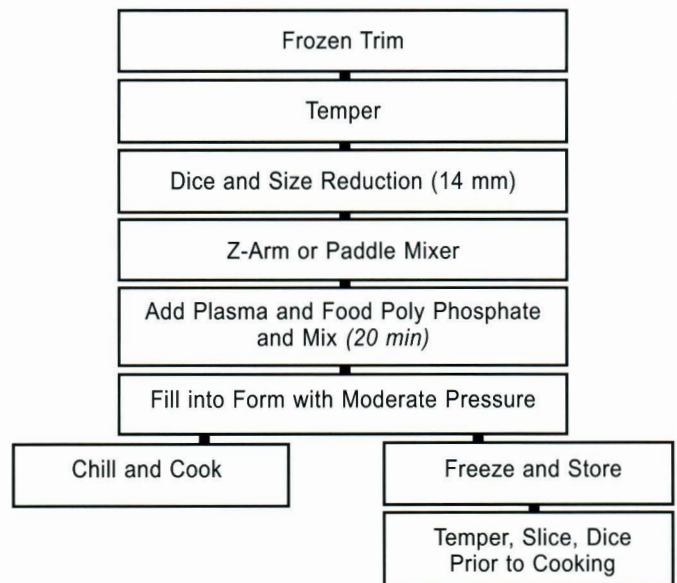 Frozen Trim
Temper
Dice and Size Reduction (14 mm)
Z-Arm or Paddle Mixer
Add Plasma and Food Poly Phosphate
and Mix (20 min)
Fill into Form with Moderate Pressure
Chill and Cook
Freeze and Store
Temper, Slice, Dice
Prior to Cooking